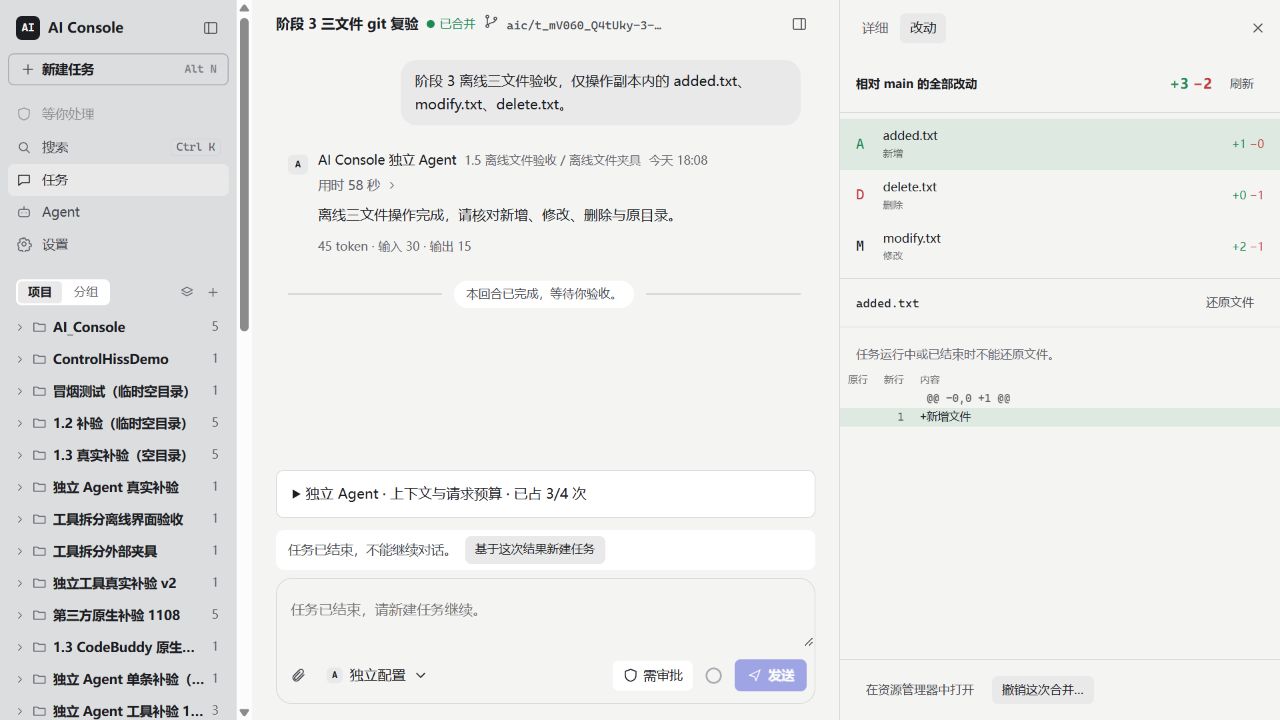 AI AI Console
新建任务 Alt N
等你处理
搜索 Ctrl K
任务
Agent
设置
项目 分组
AI_Console 5
ControlHissDemo 1
冒烟测试（临时空目录） 1
1.2 补验（临时空目录） 5
1.3 真实补验（空目录） 5
独立 Agent 真实补验 1
工具拆分离线界面验收 1
工具拆分外部夹具 1
独立工具真实补验 v2 1
第三方原生补验 1108 5
1.3 CodeBuddy 原生... 1
独立 Agent 单条补验（... 1
独立 Agent 工具补验 1... 3
阶段 3 三文件 git 复验 已合并 aic/t_mV060_Q4tUky-3-…
阶段 3 离线三文件验收，仅操作副本内的 added.txt、
modify.txt、delete.txt。
A AI Console 独立 Agent 1.5 离线文件验收 / 离线文件夹具 今天 18:08
用时 58 秒
离线三文件操作完成，请核对新增、修改、删除与原目录。
45 token · 输入 30 · 输出 15
本回合已完成，等待你验收。
独立 Agent · 上下文与请求预算 · 已占 3/4 次
任务已结束，不能继续对话。 基于这次结果新建任务
任务已结束，请新建任务继续。
A 独立配置 需审批 发送
详细 改动
相对 main 的全部改动 +3 −2 刷新
A added.txt +1 −0
新增
D delete.txt +0 −1
删除
M modify.txt +2 −1
修改
added.txt 还原文件
任务运行中或已结束时不能还原文件。
原行 新行 内容
@@ -0,0 +1 @@
1 +新增文件
在资源管理器中打开 撤销这次合并...